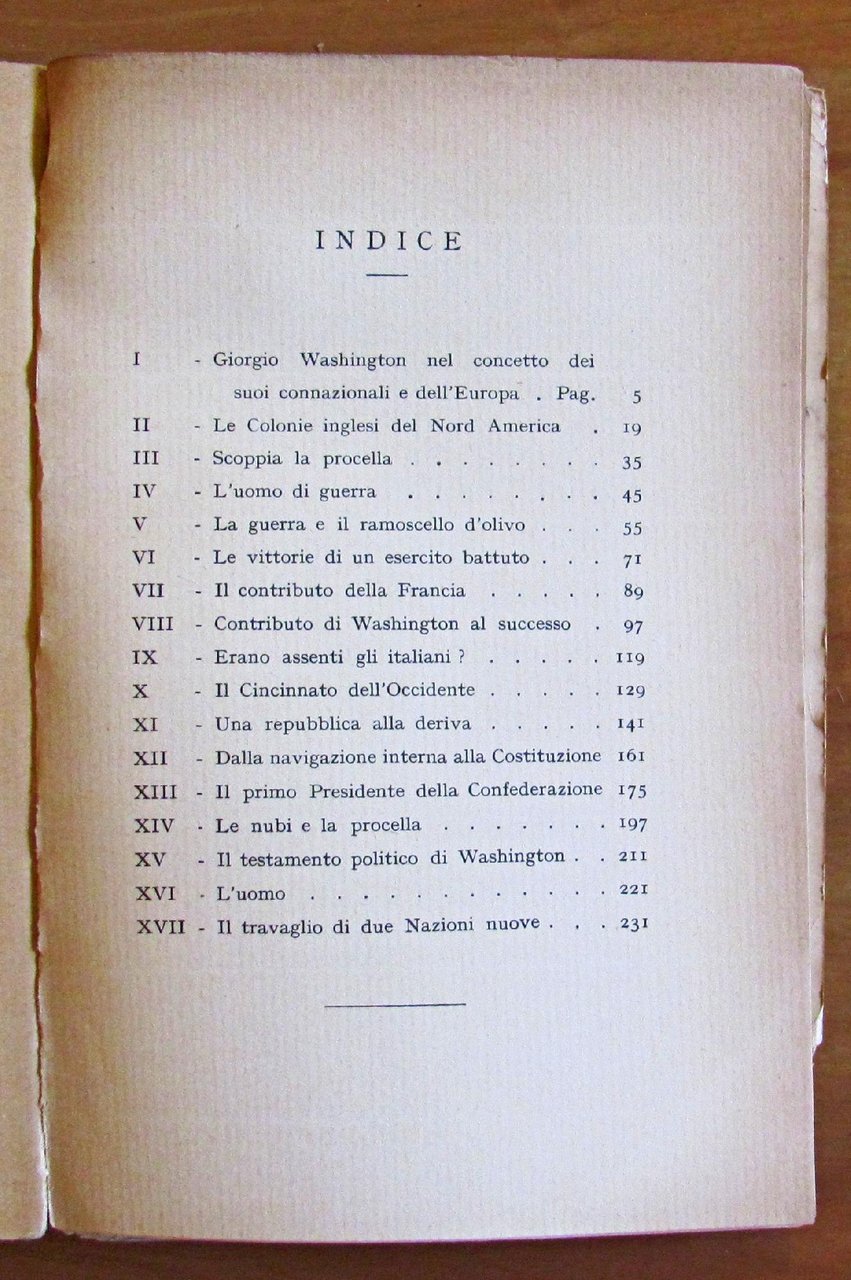 INDICE
I - Giorgio Washington nel concetto dei
suoi connazionali e dell'Europa . Pag. 5
II - Le Colonie inglesi del Nord America . 19
III - Scoppia la procella . . . . . . . 35
IV - L'uomo di guerra . . . . . . . 45
V - La guerra e il ramoscello d'olivo . . . 55
VI - Le vittorie di un esercito battuto . . . 71
VII - Il contributo della Francia . . . . . 89
VIII - Contributo di Washington al successo . 97
IX - Erano assenti gli italiani ? . . . . . 119
X - Il Cincinnato dell'Occidente . . . . . 129
XI - Una repubblica alla deriva . . . . . 141
XII - Dalla navigazione interna alla Costituzione 161
XIII - Il primo Presidente della Confederazione 175
XIV - Le nubi e la procella . . . . . . . 197
XV - Il testamento politico di Washington . . 211
XVI - L'uomo . . . . . . . . . . . . 221
XVII - Il travaglio di due Nazioni nuove . . . 231